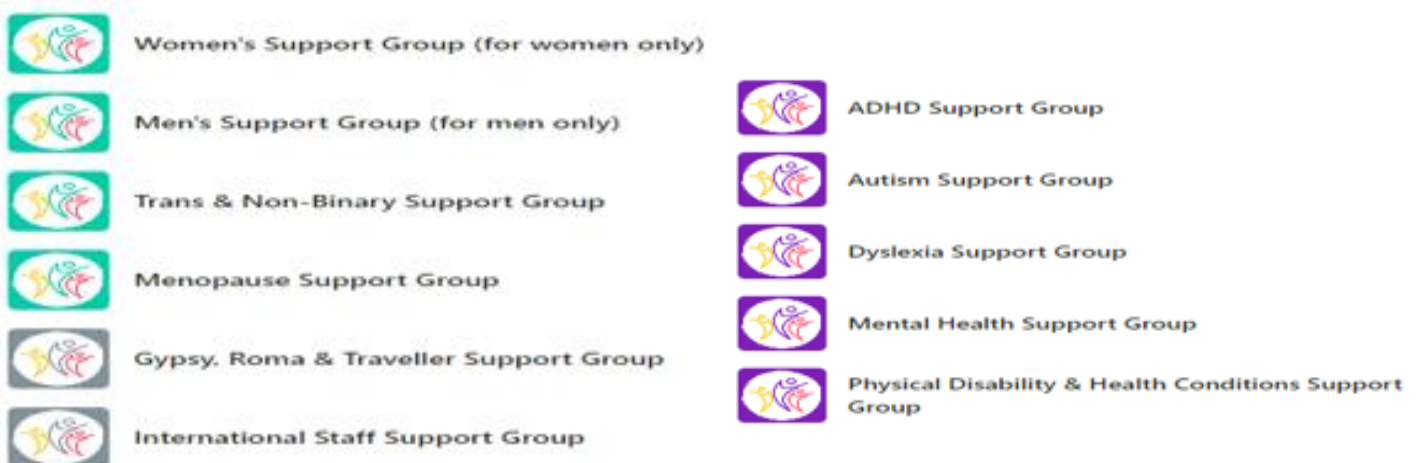 Women's Support Group (for women only)
Men's Support Group (for men only)
Trans & Non-Binary Support Group
Menopause Support Group
Gypsy, Roma & Traveller Support Group
International Staff Support Group
ADHD Support Group
Autism Support Group
Dyslexia Support Group
Mental Health Support Group
Physical Disability & Health Conditions Support
Group